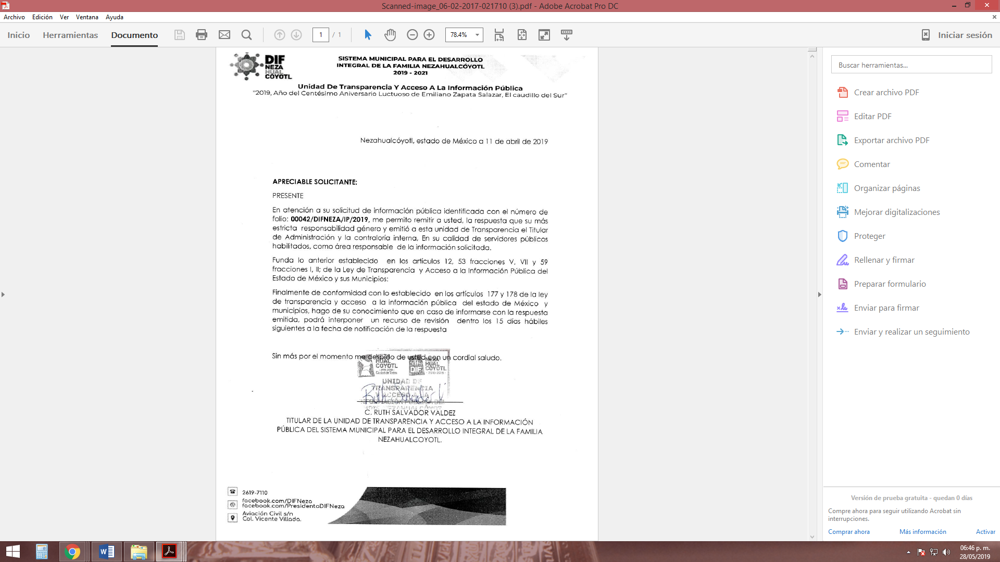 Scanned-image_06-02-2017-021710 (3).pdf - Adobe Acrobat Pro DC
Archivo Edición Ver Ventana Ayuda
Inicio Herramientas Documento 1 / 1 78.4% Iniciar sesión
DIF
NEZA
HUAL
COYOTL
SISTEMA MUNICIPAL PARA EL DESARROLLO
INTEGRAL DE LA FAMILIA NEZAHUALCÓYOTL
2019 - 2021
Unidad De Transparencia Y Acceso A La Información Pública
"2019, Año del Centésimo Aniversario Luctuoso de Emiliano Zapata Salazar, El caudillo del Sur"
Nezahualcóyotl, estado de México a 11 de abril de 2019
APRECIABLE SOLICITANTE:
PRESENTE
En atención a su solicitud de información pública identificada con el número de
folio: 00042/DIFNEZA/IP/2019, me permito remitir a usted, la respuesta que su más
estricta responsabilidad género y emitió a esta unidad de Transparencia el Titular
de Administración y la contraloría interna, En su calidad de servidores públicos
habilitados, como área responsable de la información solicitada.
Funda lo anterior establecido en los artículos 12, 53 fracciones V, VII y 59
fracciones I, II; de la Ley de Transparencia y Acceso a la Información Pública del
Estado de México y sus Municipios:
Finalmente de conformidad con lo establecido en los artículos 177 y 178 de la ley
de transparencia y acceso a la información pública del estado de México y
municipios, hago de su conocimiento que en caso de informarse con la respuesta
emitida, podrá interponer un recurso de revisión dentro los 15 días hábiles
siguientes a la fecha de notificación de la respuesta
Sin más por el momento me despido de usted con un cordial saludo.
NEZA
HUAL
COYOTL
Ciudad de Todos
DIF
NEZA
HUAL
COYOTL
- 2016-2018 -
UNIDAD DE
TRANSPARENCIA
Y ACCESO A LA
INFORMACIÓN PÚBLICA DEL
Ruth Salvador V
C. RUTH SALVADOR VALDEZ
TITULAR DE LA UNIDAD DE TRANSPARENCIA Y ACCESO A LA INFORMACIÓN
PÚBLICA DEL SISTEMA MUNICIPAL PARA EL DESARROLLO INTEGRAL DE LA FAMILIA
NEZAHUALCOYOTL.
2619-7110
facebook.com/DIFNeza
facebook.com/PresidentaDIFNeza
Aviación Civil s/n
Col. Vicente Villada.
Buscar herramientas...
Crear archivo PDF
Editar PDF
Exportar archivo PDF
Comentar
Organizar páginas
Mejorar digitalizaciones
Proteger
Rellenar y firmar
Preparar formulario
Enviar para firmar
Enviar y realizar un seguimiento
Versión de prueba gratuita - quedan 0 días
Compre ahora para seguir utilizando Acrobat sin
interrupciones.
Comprar ahora Más información Activar
06:46 p. m.
28/05/2019